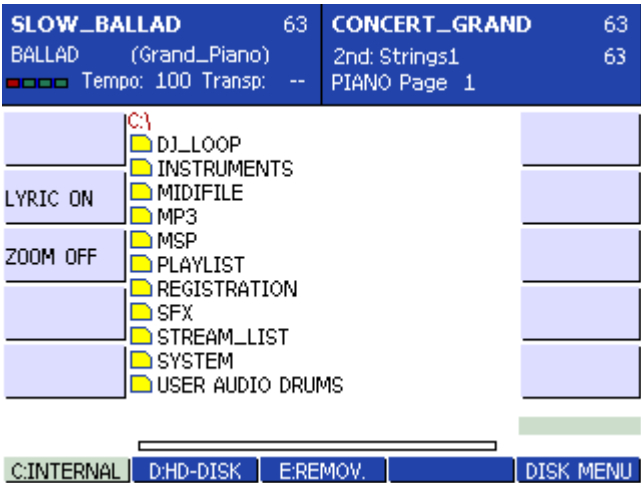 SLOW_BALLAD 63 CONCERT_GRAND 63
BALLAD (Grand_Piano) 2nd: Strings1 63
Tempo: 100 Transp: -- PIANO Page 1
C:\
DJ_LOOP
INSTRUMENTS
LYRIC ON
MIDIFILE
MP3
MSP
ZOOM OFF
PLAYLIST
REGISTRATION
SFX
STREAM_LIST
SYSTEM
USER AUDIO DRUMS
C:INTERNAL D:HD-DISK E:REMOV. DISK MENU